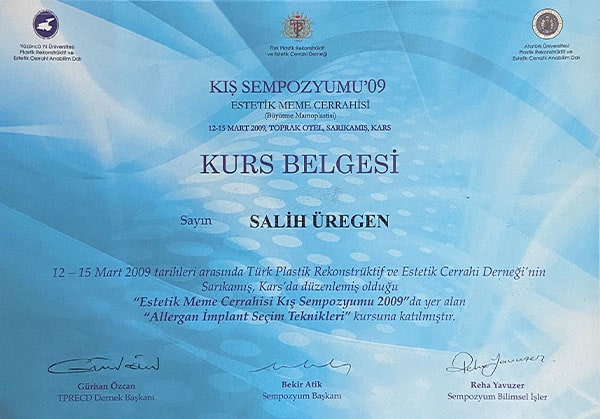 Yüzüncü Yıl Üniversitesi
Plastik Rekonstrüktif ve
Estetik Cerrahi Anabilim Dalı
Türk Plastik Rekonstrüktif
ve Estetik Cerrahi Derneği
Atatürk Üniversitesi
Plastik Rekonstrüktif ve
Estetik Cerrahi Anabilim Dalı
KIŞ SEMPOZYUMU'09
ESTETİK MEME CERRAHİSİ
(Büyütme Mamoplastisi)
12-15 MART 2009, TOPRAK OTEL, SARIKAMIŞ, KARS
KURS BELGESİ
Sayın SALİH ÜREGEN
12 – 15 Mart 2009 tarihleri arasında Türk Plastik Rekonstrüktif ve Estetik Cerrahi Derneği'nin
Sarıkamış, Kars'da düzenlemiş olduğu
"Estetik Meme Cerrahisi Kış Sempozyumu 2009"da yer alan
"Allergan İmplant Seçim Teknikleri" kursuna katılmıştır.
Reha Yavuzer
Gürhan Özcan
TPRECD Dernek Başkanı
Bekir Atik
Sempozyum Başkanı
Reha Yavuzer
Sempozyum Bilimsel İşler